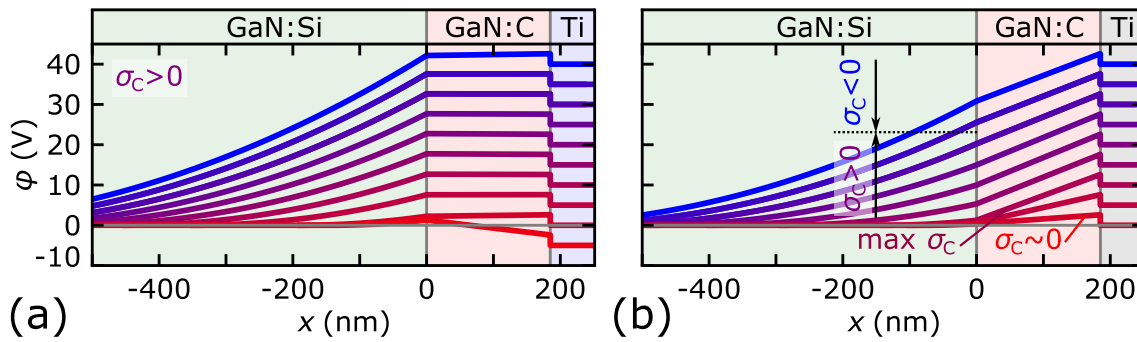 GaN:Si GaN:C Ti
σC>0
φ (V)
40
30
20
10
0
-10
-400 -200 0 200
x (nm)
(a)
GaN:Si GaN:C Ti
σC<0
σC>0
max σC
σC~0
-400 -200 0 200
x (nm)
(b)